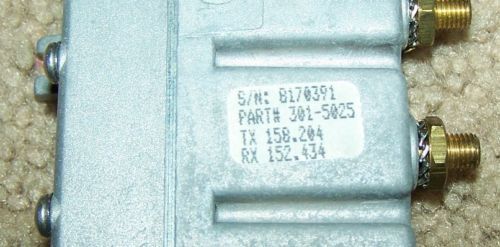 S/N: 8170391
PART# 301-5025
TX 158.204
RX 152.434